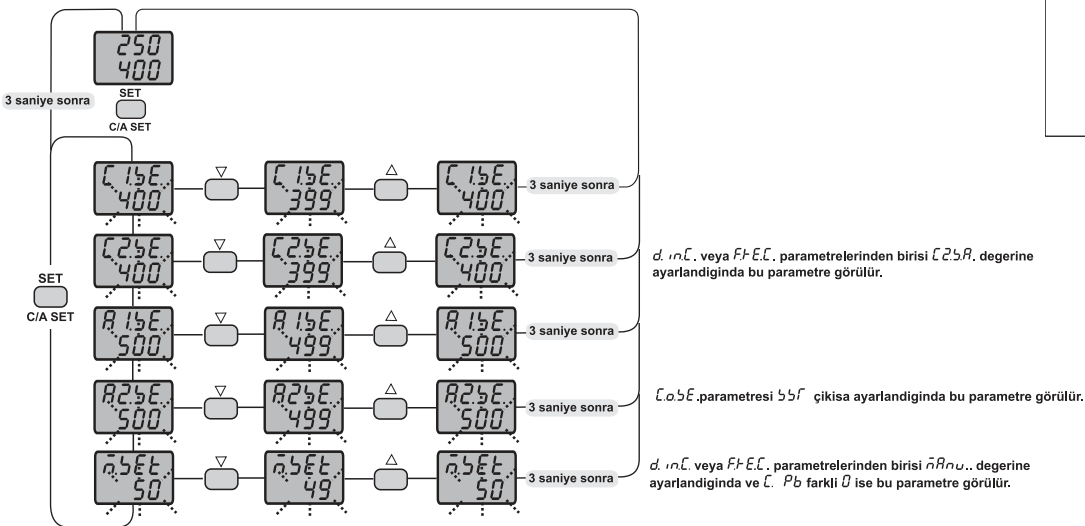 250
400
3 saniye sonra
SET
C/A SET
C1.SE.
400
▽
C1.SE.
399
△
C1.SE.
400
3 saniye sonra
C2.SE.
400
▽
C2.SE.
399
△
C2.SE.
400
3 saniye sonra
d. in.C. veya F.FE.C. parametrelerinden birisi C2.S.A. degerine
ayarlandiginda bu parametre görülür.
SET
C/A SET
A1.SE.
500
▽
A1.SE.
499
△
A1.SE.
500
3 saniye sonra
A2.SE.
500
▽
A2.SE.
499
△
A2.SE.
500
3 saniye sonra
C.o.SE.parametresi SSr çikisa ayarlandiginda bu parametre görülür.
n.SEt
50
▽
n.SEt
49
△
n.SEt
50
3 saniye sonra
d. in.C. veya F.FE.C. parametrelerinden birisi nAnu.. degerine
ayarlandiginda ve C. Pb farkli 0 ise bu parametre görülür.